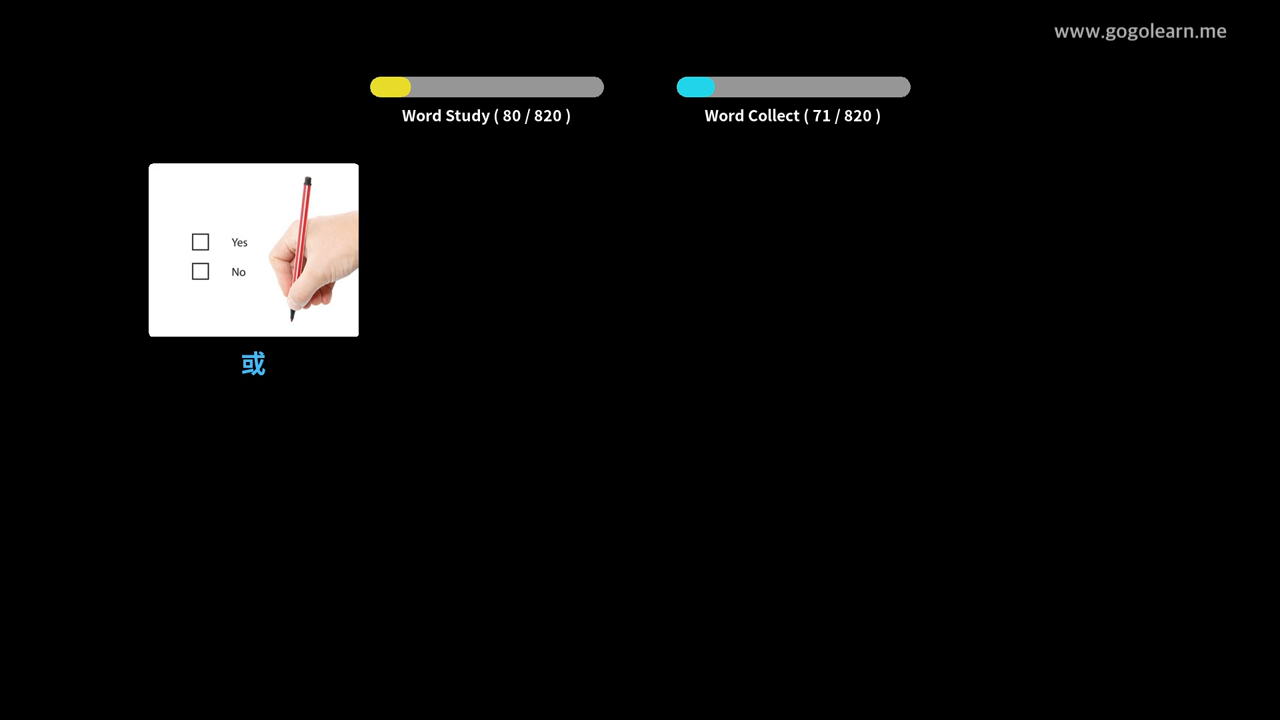 www.gogolearn.me
Word Study ( 80 / 820 )
Word Collect ( 71 / 820 )
Yes
No
或